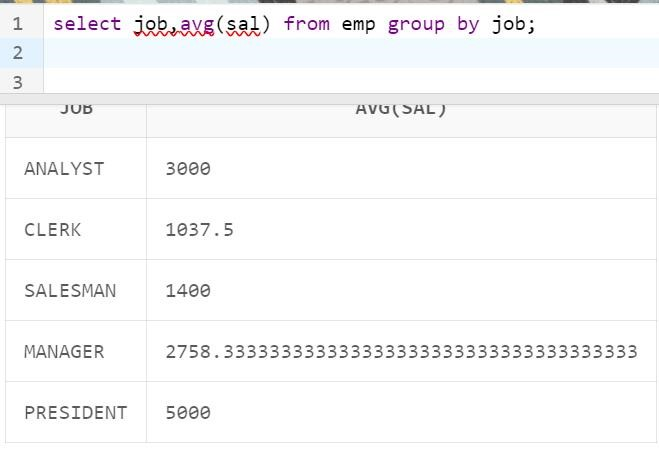 1 select job,avg(sal) from emp group by job;
2
3
JOB AVG(SAL)
ANALYST 3000
CLERK 1037.5
SALESMAN 1400
MANAGER 2758.333333333333333333333333333333333333
PRESIDENT 5000